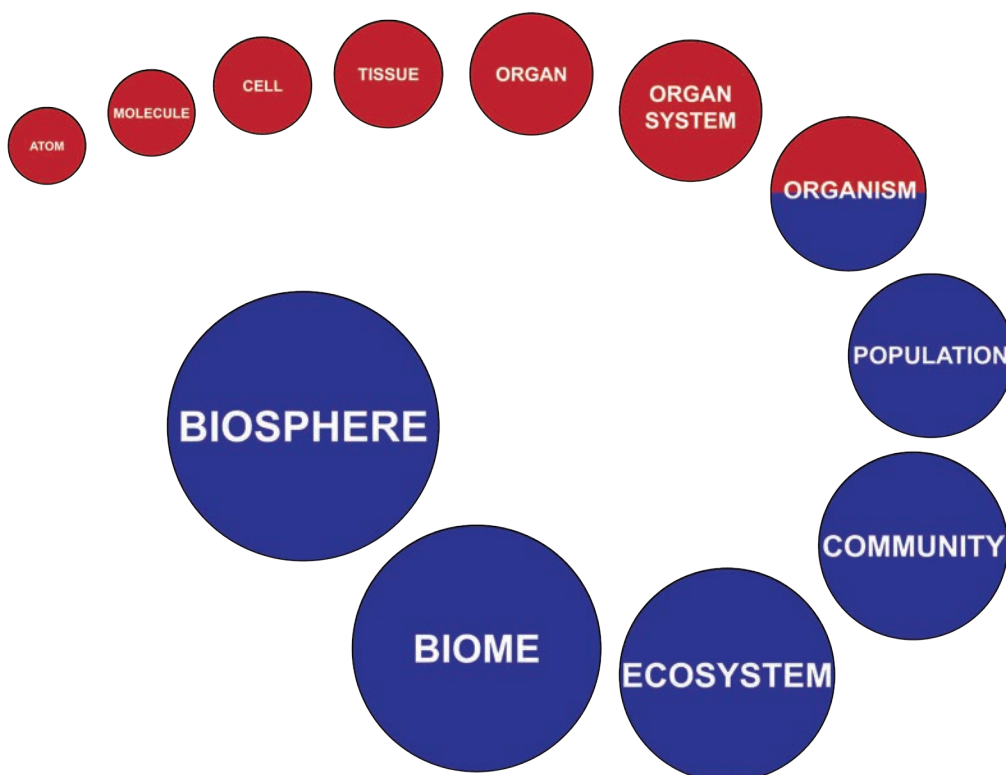 ATOM
MOLECULE
CELL
TISSUE
ORGAN
ORGAN
SYSTEM
ORGANISM
POPULATION
COMMUNITY
ECOSYSTEM
BIOME
BIOSPHERE